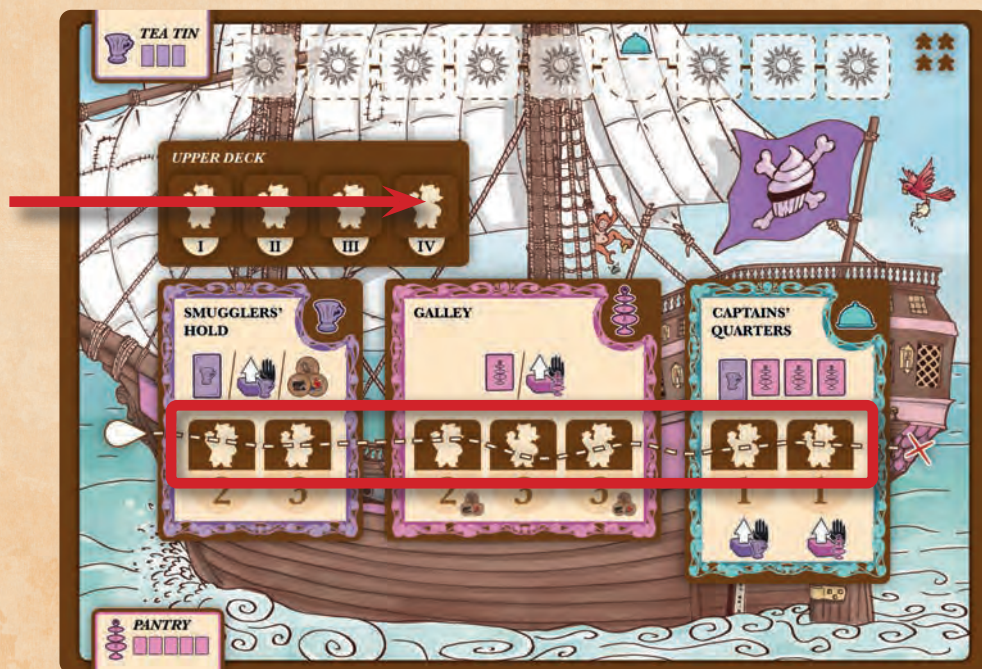 TEA TIN
UPPER DECK
I II III IV
SMUGGLERS'
HOLD
GALLEY
CAPTAINS'
QUARTERS
2 3
2 3 3
1 1
PANTRY